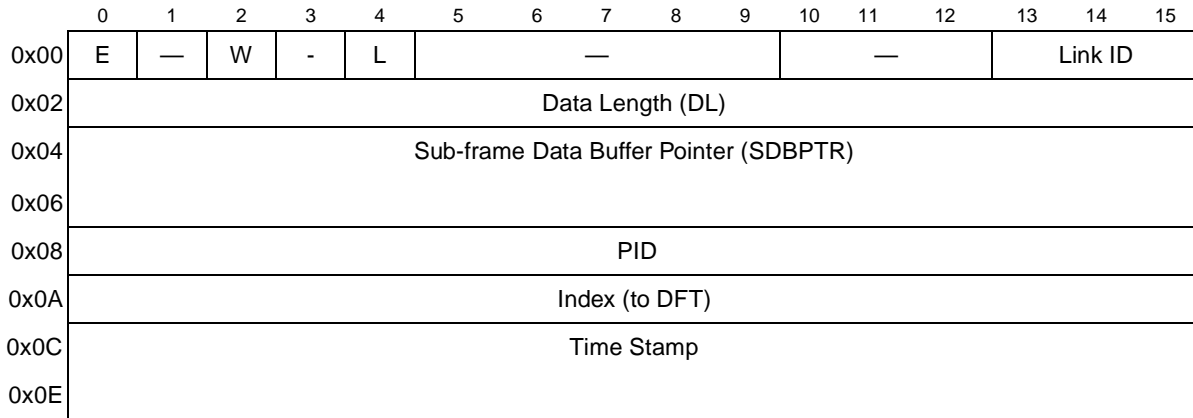 0 1 2 3 4 5 6 7 8 9 10 11 12 13 14 15
0x00 E — W - L — — Link ID
0x02 Data Length (DL)
0x04 Sub-frame Data Buffer Pointer (SDBPTR)
0x06
0x08 PID
0x0A Index (to DFT)
0x0C Time Stamp
0x0E